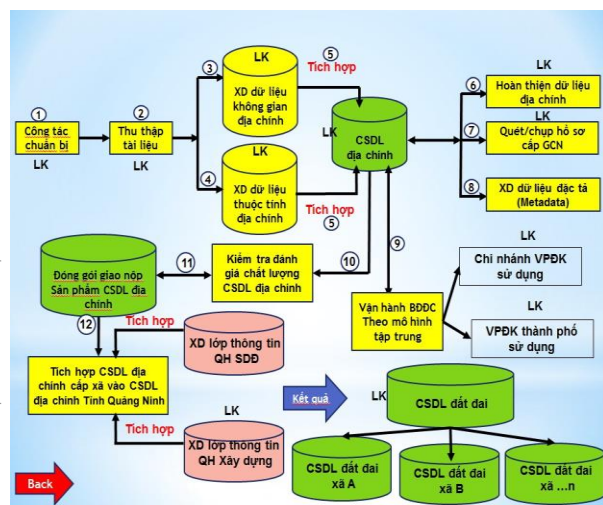 LK
⑤
Tích hợp
③
XD dữ liệu
không gian
địa chính
①
Công tác
chuẩn bị
LK
②
Thu thập
tài liệu
LK
④
LK
XD dữ liệu
thuộc tính
địa chính
Tích hợp
⑤
LK
CSDL
địa chính
LK
⑥
Hoàn thiện dữ liệu
địa chính
LK
⑦
Quét/chụp hồ sơ
cấp GCN
⑧
XD dữ liệu đặc tả
(Metadata)
⑨
⑩
Kiểm tra đánh
giá chất lượng
CSDL địa chính
⑪
Đóng gói giao nộp
Sản phẩm CSDL địa
chính
⑫
Vận hành BĐĐC
Theo mô hình
tập trung
LK
Chi nhánh VPĐK
sử dụng
LK
VPĐK thành phố
sử dụng
Tích hợp
XD lớp thông tin
QH SDĐ
Tích hợp CSDL địa
chính cấp xã vào CSDL
địa chính Tỉnh Quảng Ninh
Tích hợp
LK
XD lớp thông tin
QH Xây dựng
Kết quả
LK
CSDL đất đai
CSDL đất đai
xã A
CSDL đất đai
xã B
CSDL đất đai
xã ...n
Back